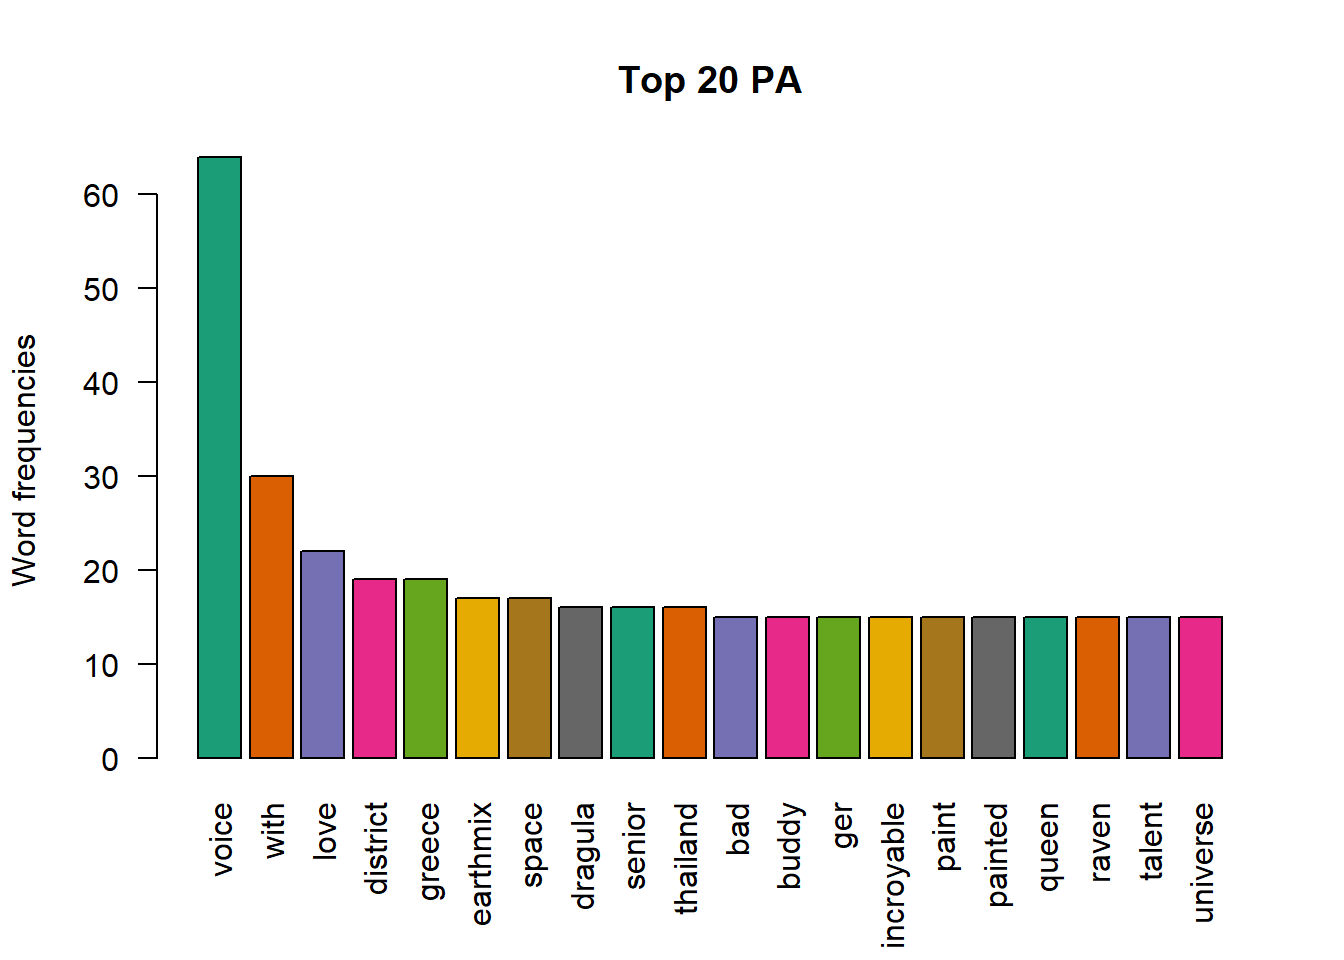 Top 20 PA
Word frequencies
60
50
40
30
20
10
0
voice
with
love
district
greece
earthmix
space
dragula
senior
thailand
bad
buddy
ger
incroyable
paint
painted
queen
raven
talent
universe